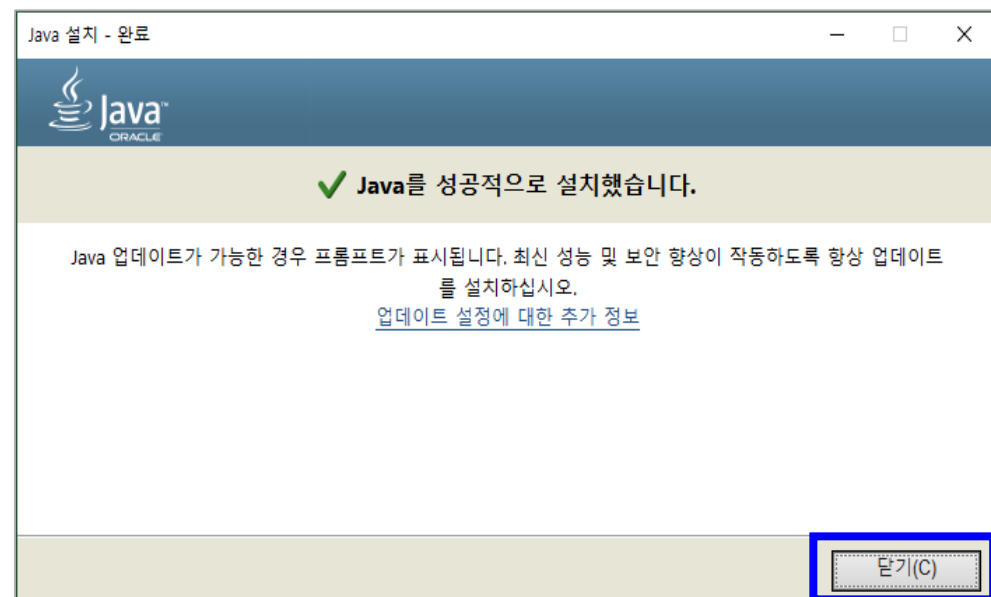 Java 설치 - 완료
Java™
ORACLE
Java를 성공적으로 설치했습니다.
Java 업데이트가 가능한 경우 프롬프트가 표시됩니다. 최신 성능 및 보안 향상이 작동하도록 항상 업데이트
를 설치하십시오.
업데이트 설정에 대한 추가 정보
닫기(C)